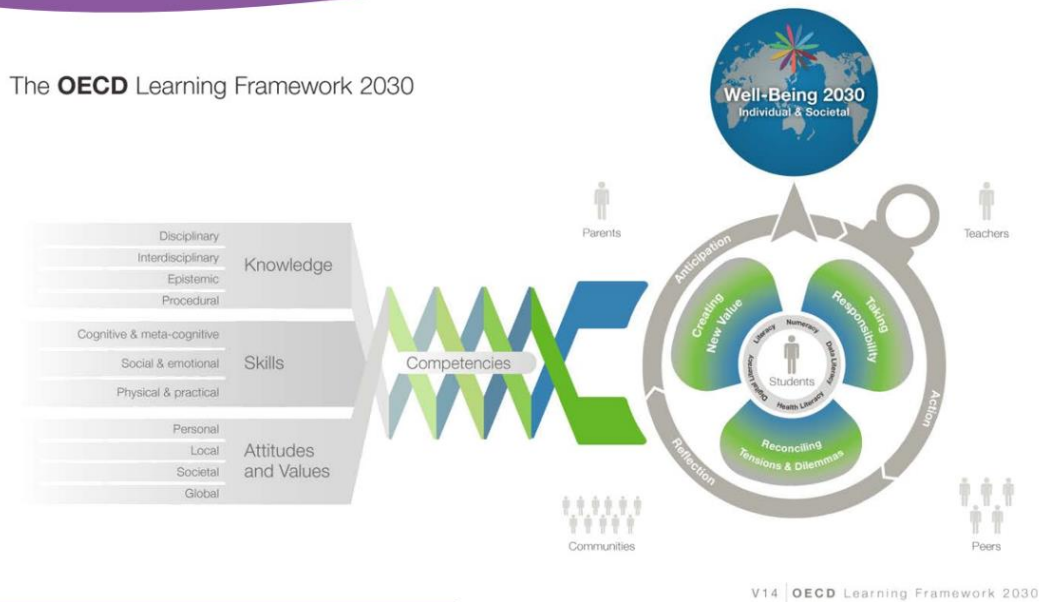 The OECD Learning Framework 2030
Well-Being 2030
Individual & Societal
Parents
Teachers
Disciplinary
Interdisciplinary
Epistemic
Procedural
Knowledge
Cognitive & meta-cognitive
Social & emotional
Physical & practical
Skills
Personal
Local
Societal
Global
Attitudes
and Values
Competencies
Anticipation
Action
Reflection
Creating
New Value
Taking
Responsibility
Reconciling
Tensions & Dilemmas
Literacy
Numeracy
Data Literacy
Health Literacy
Digital Literacy
Students
Communities
Peers
V14 | OECD Learning Framework 2030